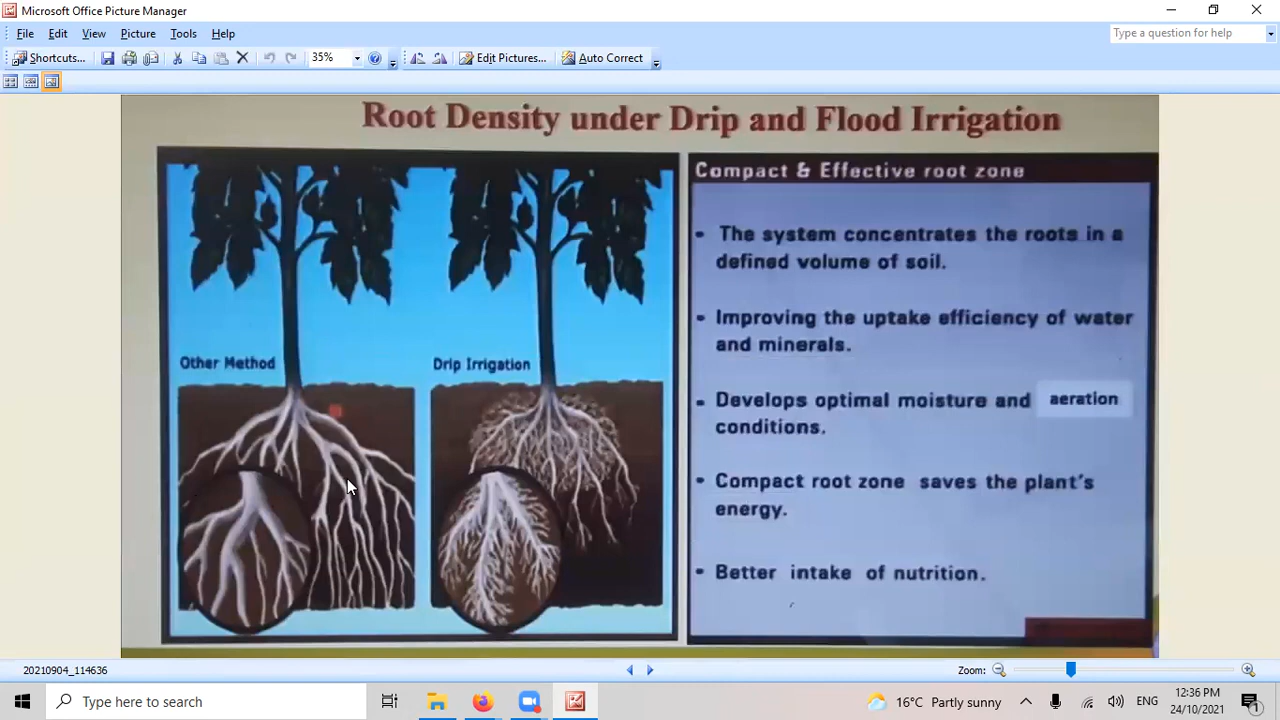 Microsoft Office Picture Manager
File Edit View Picture Tools Help
Type a question for help
Shortcuts... 35% Edit Pictures... Auto Correct
Root Density under Drip and Flood Irrigation
Other Method
Drip Irrigation
Compact & Effective root zone
• The system concentrates the roots in a
defined volume of soil.
• Improving the uptake efficiency of water
and minerals.
• Develops optimal moisture and aeration
conditions.
• Compact root zone saves the plant's
energy.
• Better intake of nutrition.
20210904_114636
Zoom:
Type here to search
16°C Partly sunny
ENG
12:36 PM
24/10/2021
1